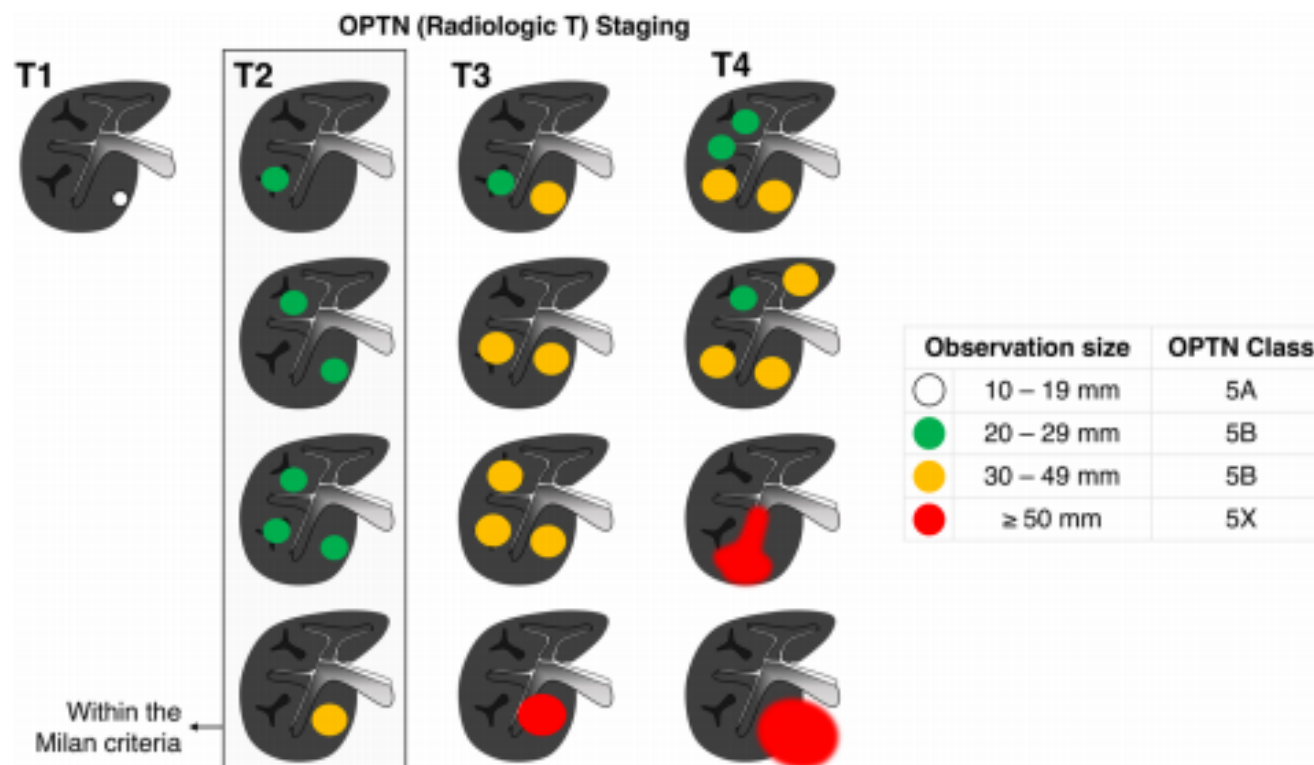 OPTN (Radiologic T) Staging
T1
T2
T3
T4
Observation size OPTN Class
10 – 19 mm 5A
20 – 29 mm 5B
30 – 49 mm 5B
≥ 50 mm 5X
Within the
Milan criteria